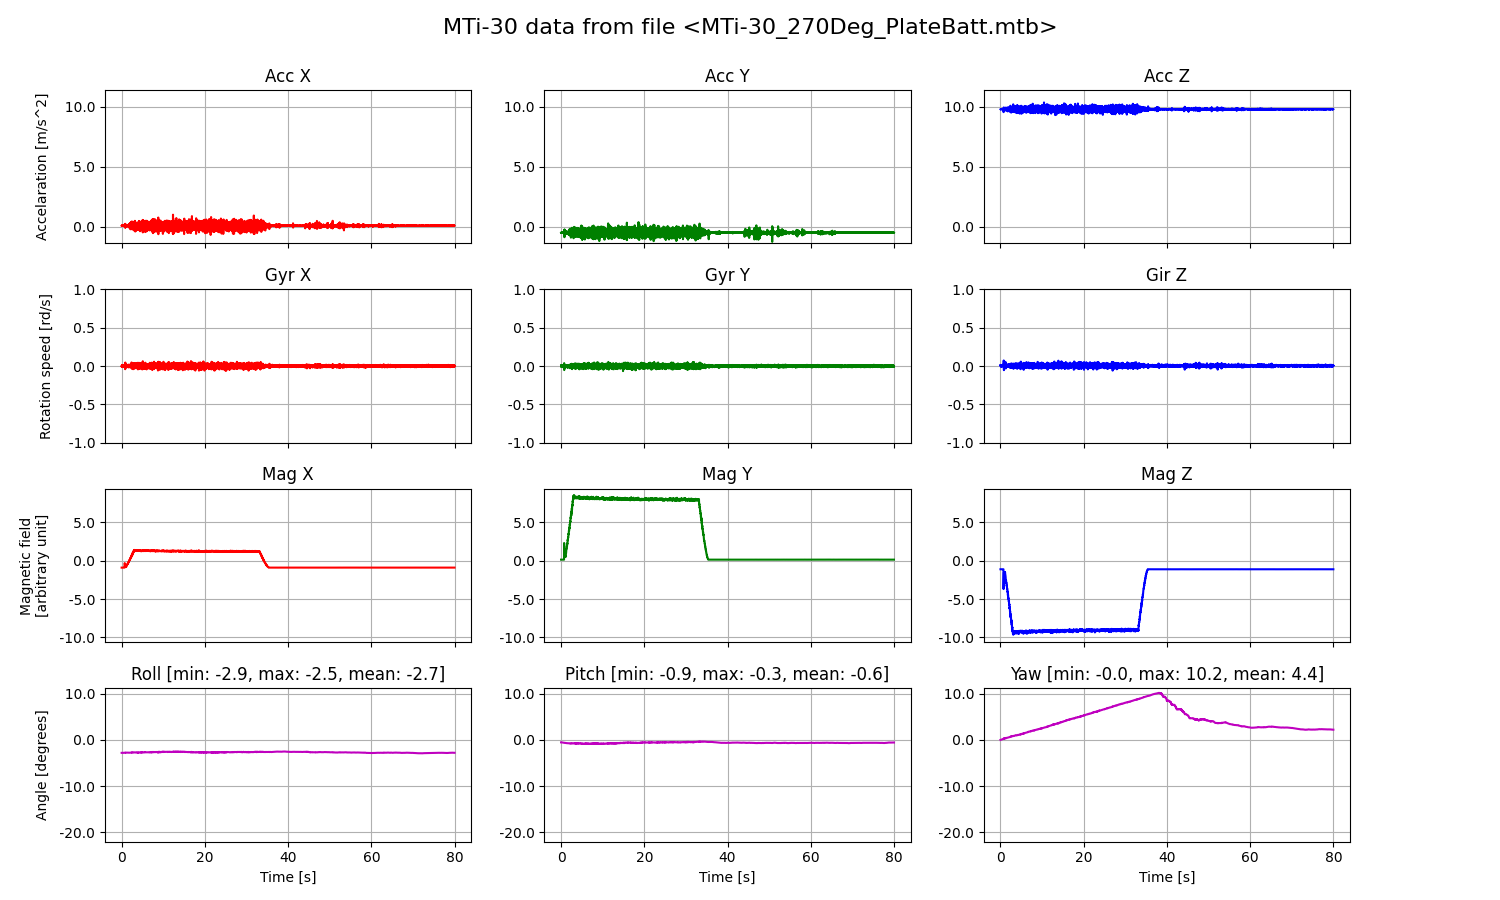 MTi-30 data from file <MTi-30_270Deg_PlateBatt.mtb>
Acc X
Acc Y
Acc Z
Accelaration [m/s^2]
10.0
5.0
0.0
10.0
5.0
0.0
10.0
5.0
0.0
Gyr X
Gyr Y
Gir Z
Rotation speed [rd/s]
1.0
0.5
0.0
-0.5
-1.0
1.0
0.5
0.0
-0.5
-1.0
1.0
0.5
0.0
-0.5
-1.0
Mag X
Mag Y
Mag Z
Magnetic field
[arbitrary unit]
5.0
0.0
-5.0
-10.0
5.0
0.0
-5.0
-10.0
5.0
0.0
-5.0
-10.0
Roll [min: -2.9, max: -2.5, mean: -2.7]
Pitch [min: -0.9, max: -0.3, mean: -0.6]
Yaw [min: -0.0, max: 10.2, mean: 4.4]
Angle [degrees]
10.0
0.0
-10.0
-20.0
10.0
0.0
-10.0
-20.0
10.0
0.0
-10.0
-20.0
0 20 40 60 80
0 20 40 60 80
0 20 40 60 80
Time [s]
Time [s]
Time [s]